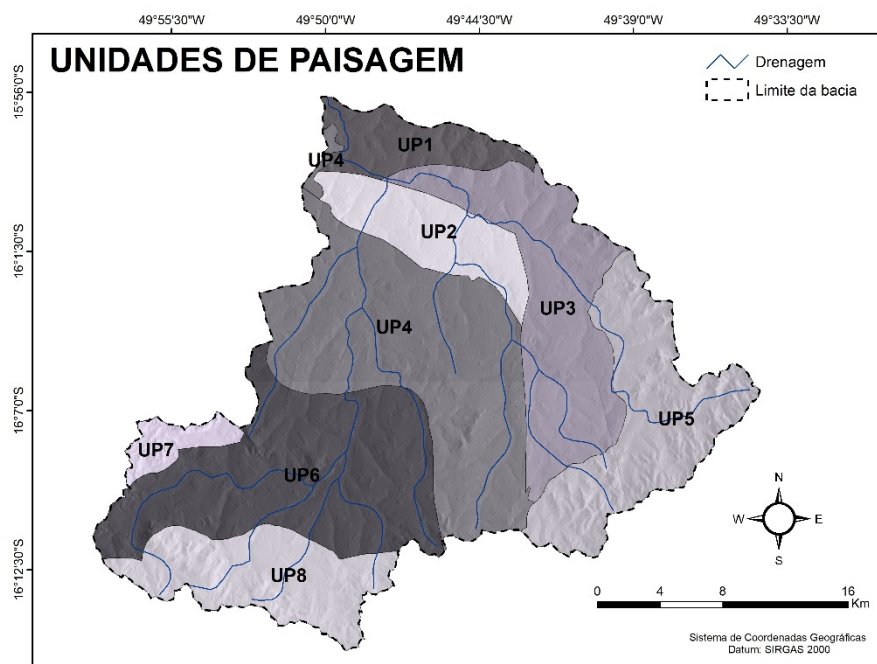 49°55'30"W 49°50'0"W 49°44'30"W 49°39'0"W 49°33'30"W
UNIDADES DE PAISAGEM
Drenagem
Limite da bacia
15°56'0"S
UP1
UP4
UP2
16°1'30"S
UP3
UP4
16°7'0"S
UP5
UP7
UP6
N
W E
S
16°12'30"S
UP8
0 4 8 12 16
Km
Sistema de Coordenadas Geográficas
Datum: SIRGAS 2000